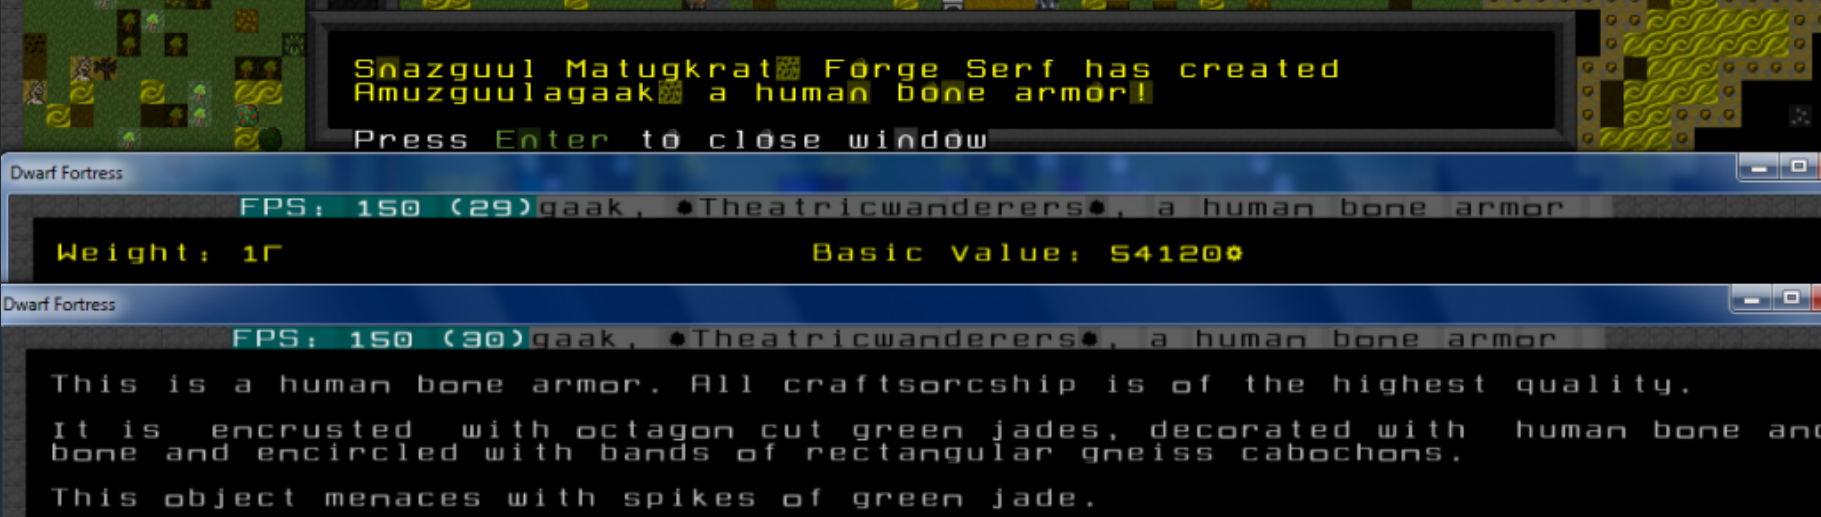 Snazguul Matugkrat, Forge Serf has created
Amuzguulagaak, a human bone armor!
Press Enter to close window
Dwarf Fortress
FPS: 150 (29)gaak, ☼Theatricwanderers☼, a human bone armor
Weight: 1Γ Basic Value: 54120☼
Dwarf Fortress
FPS: 150 (30)gaak, ☼Theatricwanderers☼, a human bone armor
This is a human bone armor. All craftsorcship is of the highest quality.
It is encrusted with octagon cut green jades, decorated with human bone and
bone and encircled with bands of rectangular gneiss cabochons.
This object menaces with spikes of green jade.